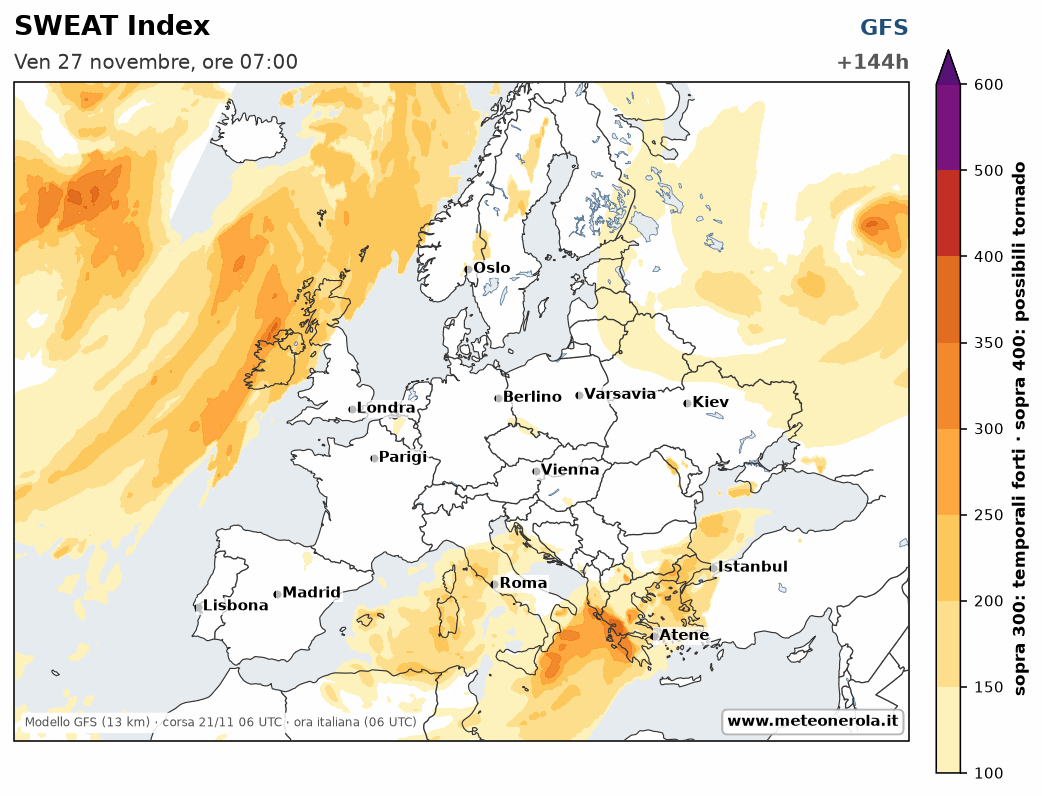 SWEAT Index
GFS
Ven 27 novembre, ore 07:00
+144h
Oslo
Londra
Berlino
Varsavia
Kiev
Parigi
Vienna
Istanbul
Roma
Madrid
Lisbona
Atene
Modello GFS (13 km) · corsa 21/11 06 UTC · ora italiana (06 UTC)
www.meteonerola.it
600
500
400
350
300
250
200
150
100
sopra 300: temporali forti · sopra 400: possibili tornado